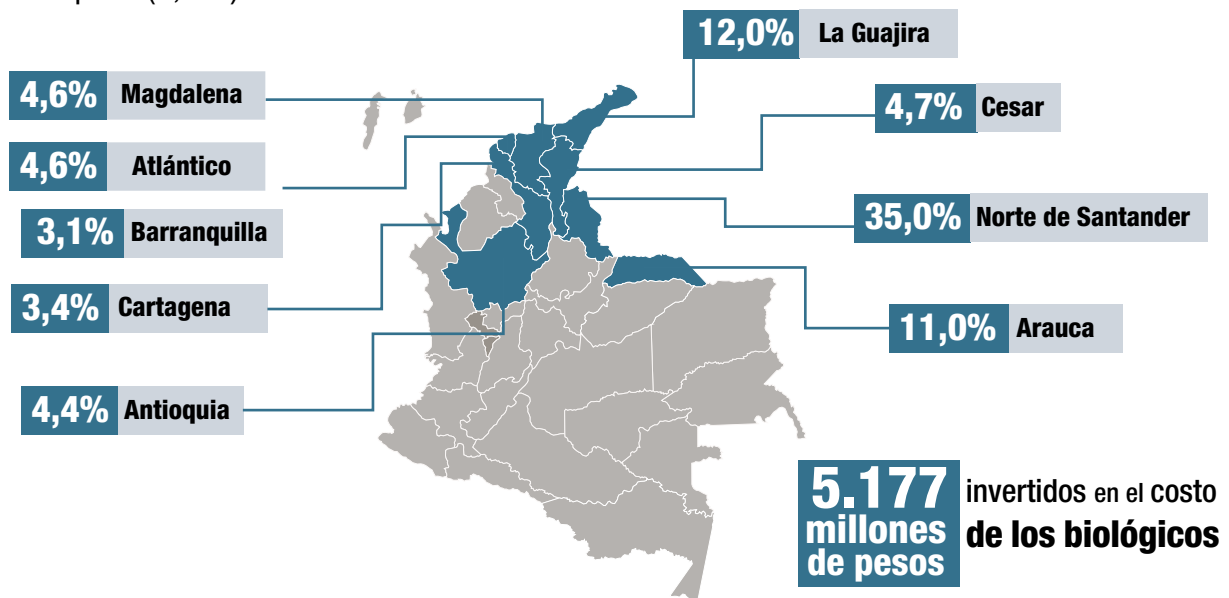 12,0% La Guajira
4,6% Magdalena
4,7% Cesar
4,6% Atlántico
35,0% Norte de Santander
3,1% Barranquilla
3,4% Cartagena
11,0% Arauca
4,4% Antioquia
5.177
millones
de pesos
invertidos en el costo
de los biológicos